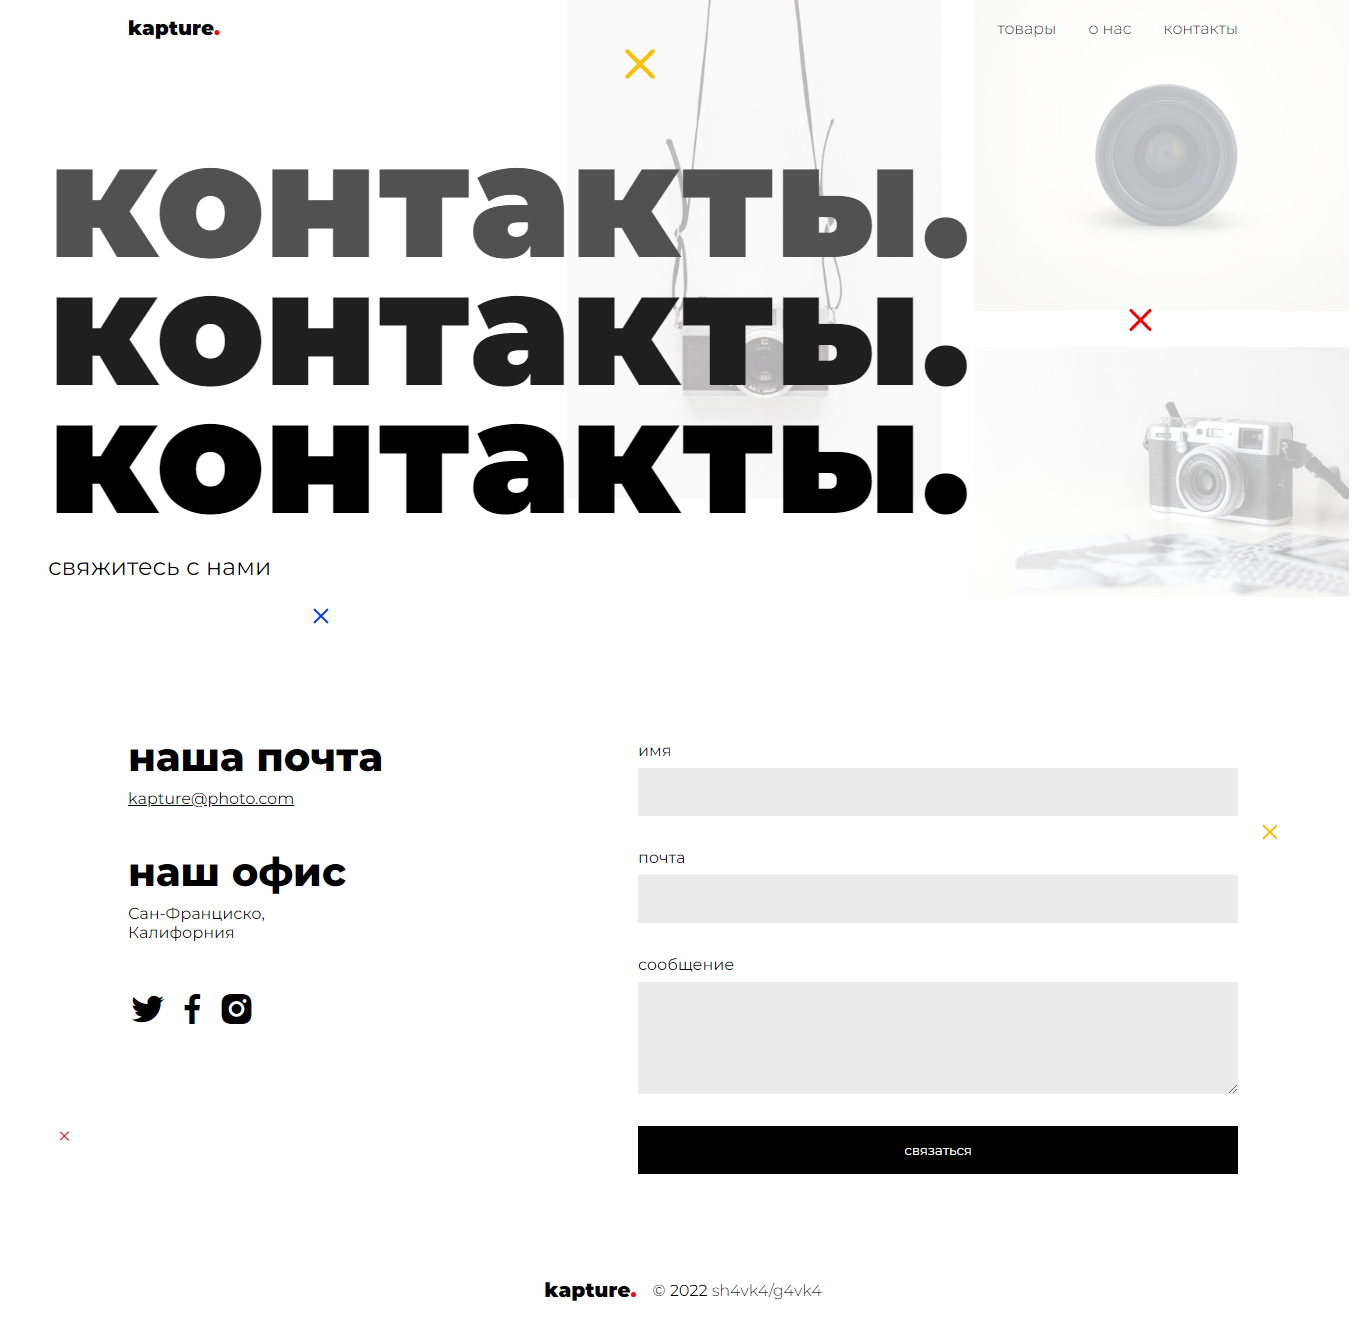 kapture.
товары о нас контакты
контакты.
контакты.
контакты.
свяжитесь с нами
наша почта
kapture@photo.com
наш офис
Сан-Франциско,
Калифорния
имя
почта
сообщение
связаться
kapture. © 2022 sh4vk4/g4vk4